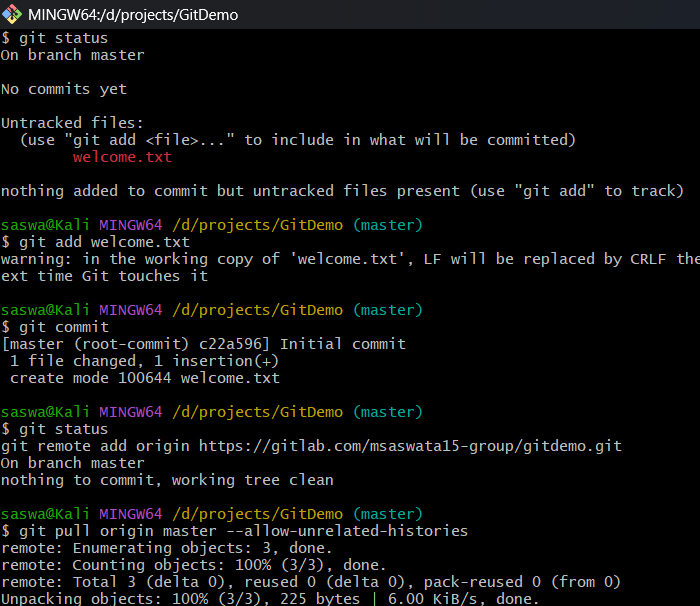 MINGW64:/d/projects/GitDemo
$ git status
On branch master
No commits yet
Untracked files:
  (use "git add <file>..." to include in what will be committed)
        welcome.txt
nothing added to commit but untracked files present (use "git add" to track)
saswa@Kali MINGW64 /d/projects/GitDemo (master)
$ git add welcome.txt
warning: in the working copy of 'welcome.txt', LF will be replaced by CRLF the
ext time Git touches it
saswa@Kali MINGW64 /d/projects/GitDemo (master)
$ git commit
[master (root-commit) c22a596] Initial commit
 1 file changed, 1 insertion(+)
 create mode 100644 welcome.txt
saswa@Kali MINGW64 /d/projects/GitDemo (master)
$ git status
git remote add origin https://gitlab.com/msaswata15-group/gitdemo.git
On branch master
nothing to commit, working tree clean
saswa@Kali MINGW64 /d/projects/GitDemo (master)
$ git pull origin master --allow-unrelated-histories
remote: Enumerating objects: 3, done.
remote: Counting objects: 100% (3/3), done.
remote: Total 3 (delta 0), reused 0 (delta 0), pack-reused 0 (from 0)
Unpacking objects: 100% (3/3), 225 bytes | 6.00 KiB/s, done.